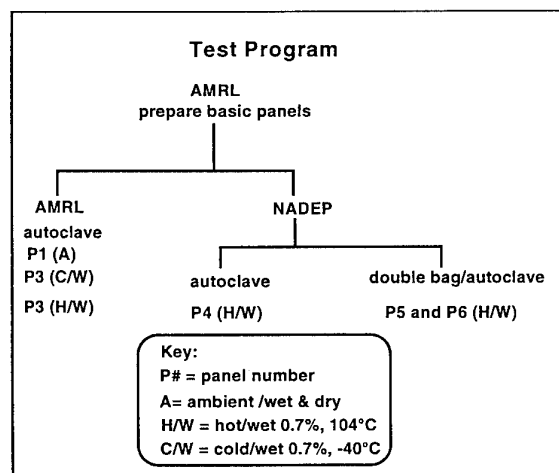 Test Program
AMRL
prepare basic panels
AMRL
autoclave
P1 (A)
P3 (C/W)
P3 (H/W)
NADEP
autoclave
P4 (H/W)
double bag/autoclave
P5 and P6 (H/W)
Key:
P# = panel number
A= ambient /wet & dry
H/W = hot/wet 0.7%, 104°C
C/W = cold/wet 0.7%, -40°C